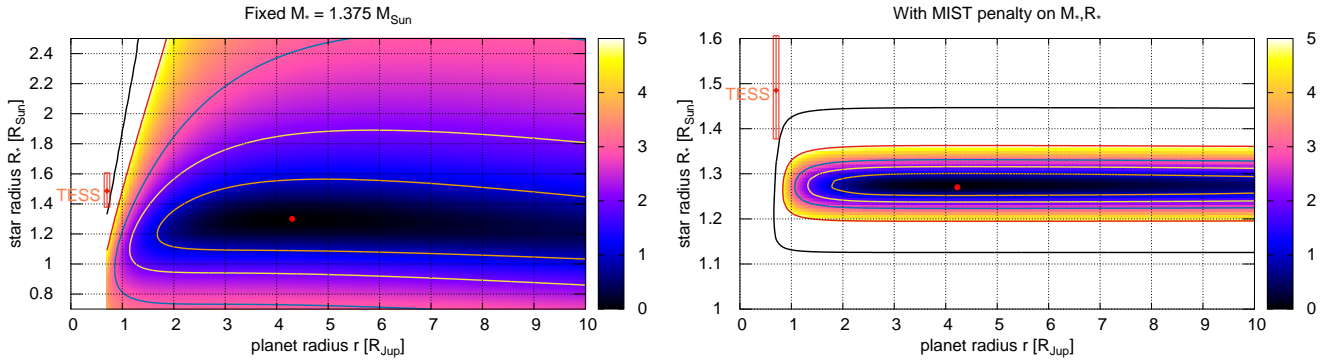 Fixed M* = 1.375 MSun
star radius R* [RSun]
2.4
2.2
2
1.8
1.6
1.4
1.2
1
0.8
TESS
0 1 2 3 4 5 6 7 8 9 10
planet radius r [RJup]
5
4
3
2
1
0
With MIST penalty on M*,R*
star radius R* [RSun]
1.6
1.5
1.4
1.3
1.2
1.1
1
TESS
0 1 2 3 4 5 6 7 8 9 10
planet radius r [RJup]
5
4
3
2
1
0